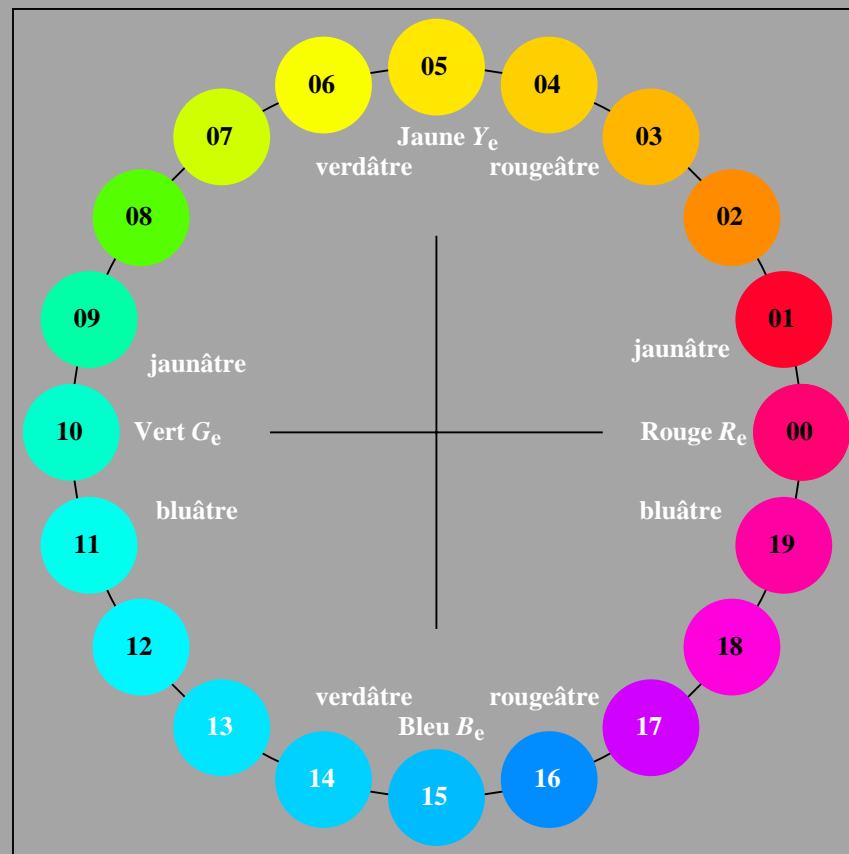 06 05 04
07 Jaune Ye 03
verdâtre rougeâtre
08 02
09 01
jaunâtre jaunâtre
10 Vert Ge Rouge Re 00
bluâtre bluâtre
11 19
12 18
verdâtre rougeâtre
13 Bleu Be 17
14 15 16